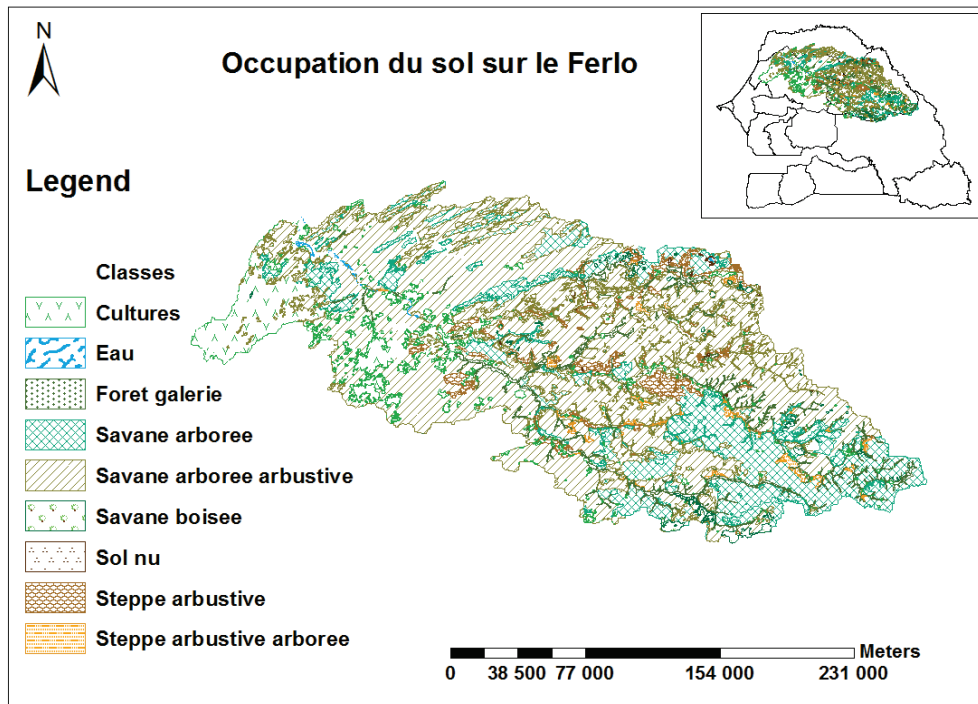 N
Occupation du sol sur le Ferlo
Legend
Classes
Cultures
Eau
Foret galerie
Savane arboree
Savane arboree arbustive
Savane boisee
Sol nu
Steppe arbustive
Steppe arbustive arboree
Meters
0 38 500 77 000 154 000 231 000